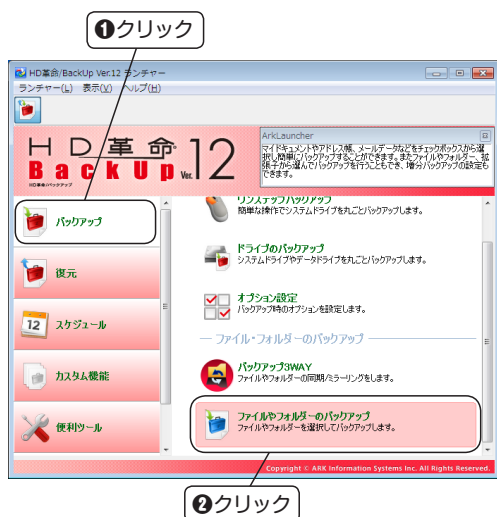 ❶クリック
HD革命/BackUp Ver.12 ランチャー
ランチャー(L) 表示(V) ヘルプ(H)
HD革命
BackUp Ver.12
HD革命/バックアップ
ArkLauncher
マイドキュメントやアドレス帳、メールデータなどをチェックボックスから選
択し簡単にバックアップすることができます。またファイルやフォルダー、拡
張子から選んでバックアップを行うことも でき、増分バックアップの設定も
できます。
バックアップ
復元
12
スケジュール
カスタム機能
便利ツール
ワンステップバックアップ
簡単な操作でシステムドライブを丸ごとバックアップします。
ドライブのバックアップ
システムドライブやデータドライブを丸ごとバックアップします。
オプション設定
バックアップ時のオプションを設定します。
ファイル・フォルダーのバックアップ
バックアップ3WAY
ファイルやフォルダーの同期/ミラーリングをします。
ファイルやフォルダーのバックアップ
ファイルやフォルダーを選択してバックアップします。
Copyright © ARK Information Systems Inc. All Rights Reserved.
❷クリック